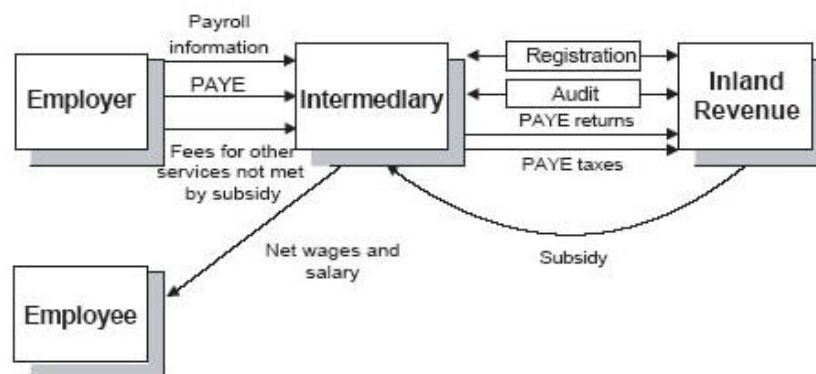 Payroll
information
Employer
PAYE
Fees for other
services not met
by subsidy
Intermediary
Registration
Audit
PAYE returns
PAYE taxes
Inland
Revenue
Net wages and
salary
Subsidy
Employee